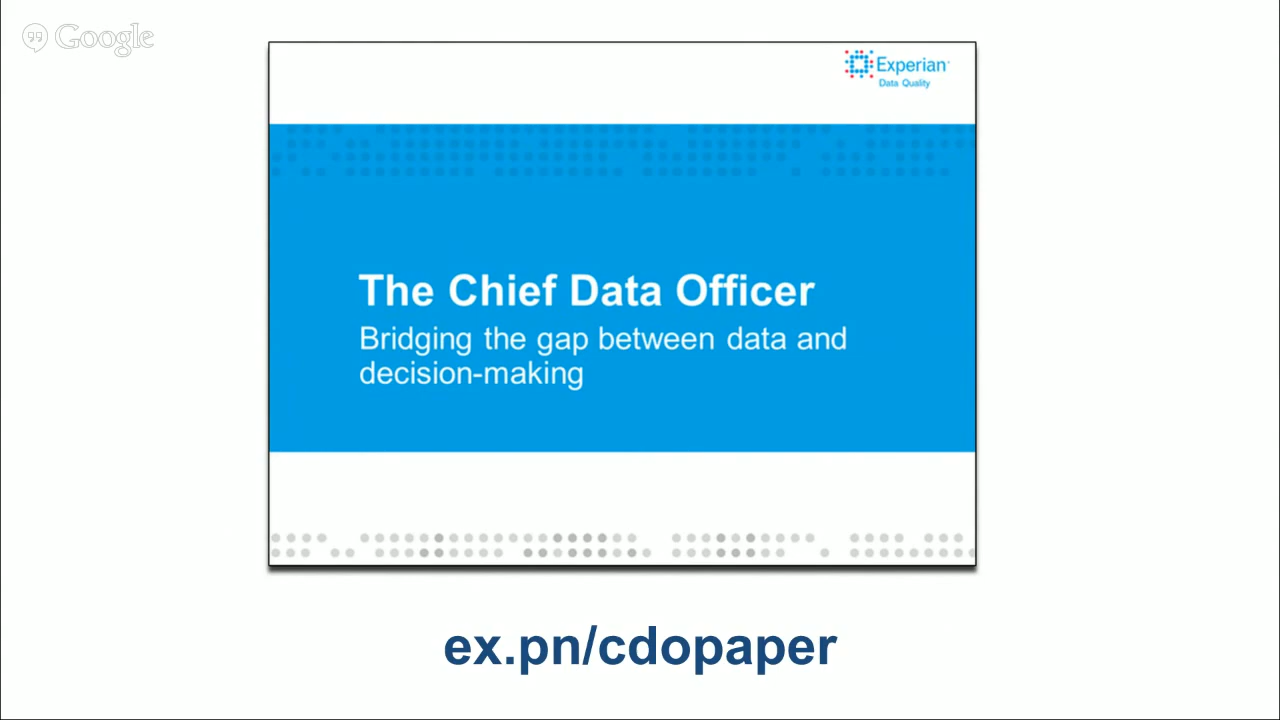 Google
Experian
Data Quality
The Chief Data Officer
Bridging the gap between data and
decision-making
ex.pn/cdopaper